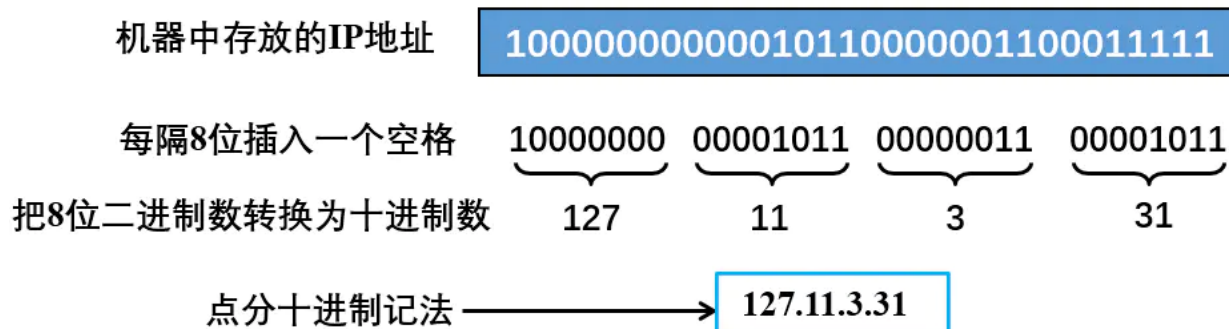 机器中存放的IP地址 10000000000010110000001100011111
每隔8位插入一个空格 10000000 00001011 00000011 00001011
把8位二进制数转换为十进制数 127 11 3 31
点分十进制记法 127.11.3.31